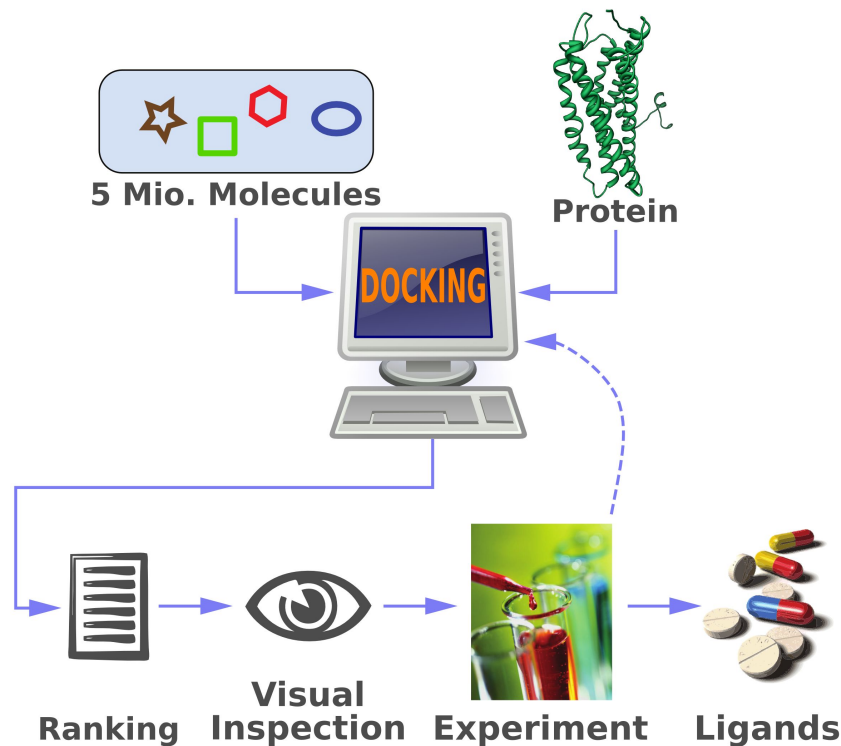 5 Mio. Molecules
Protein
DOCKING
Ranking
Visual
Inspection
Experiment
Ligands